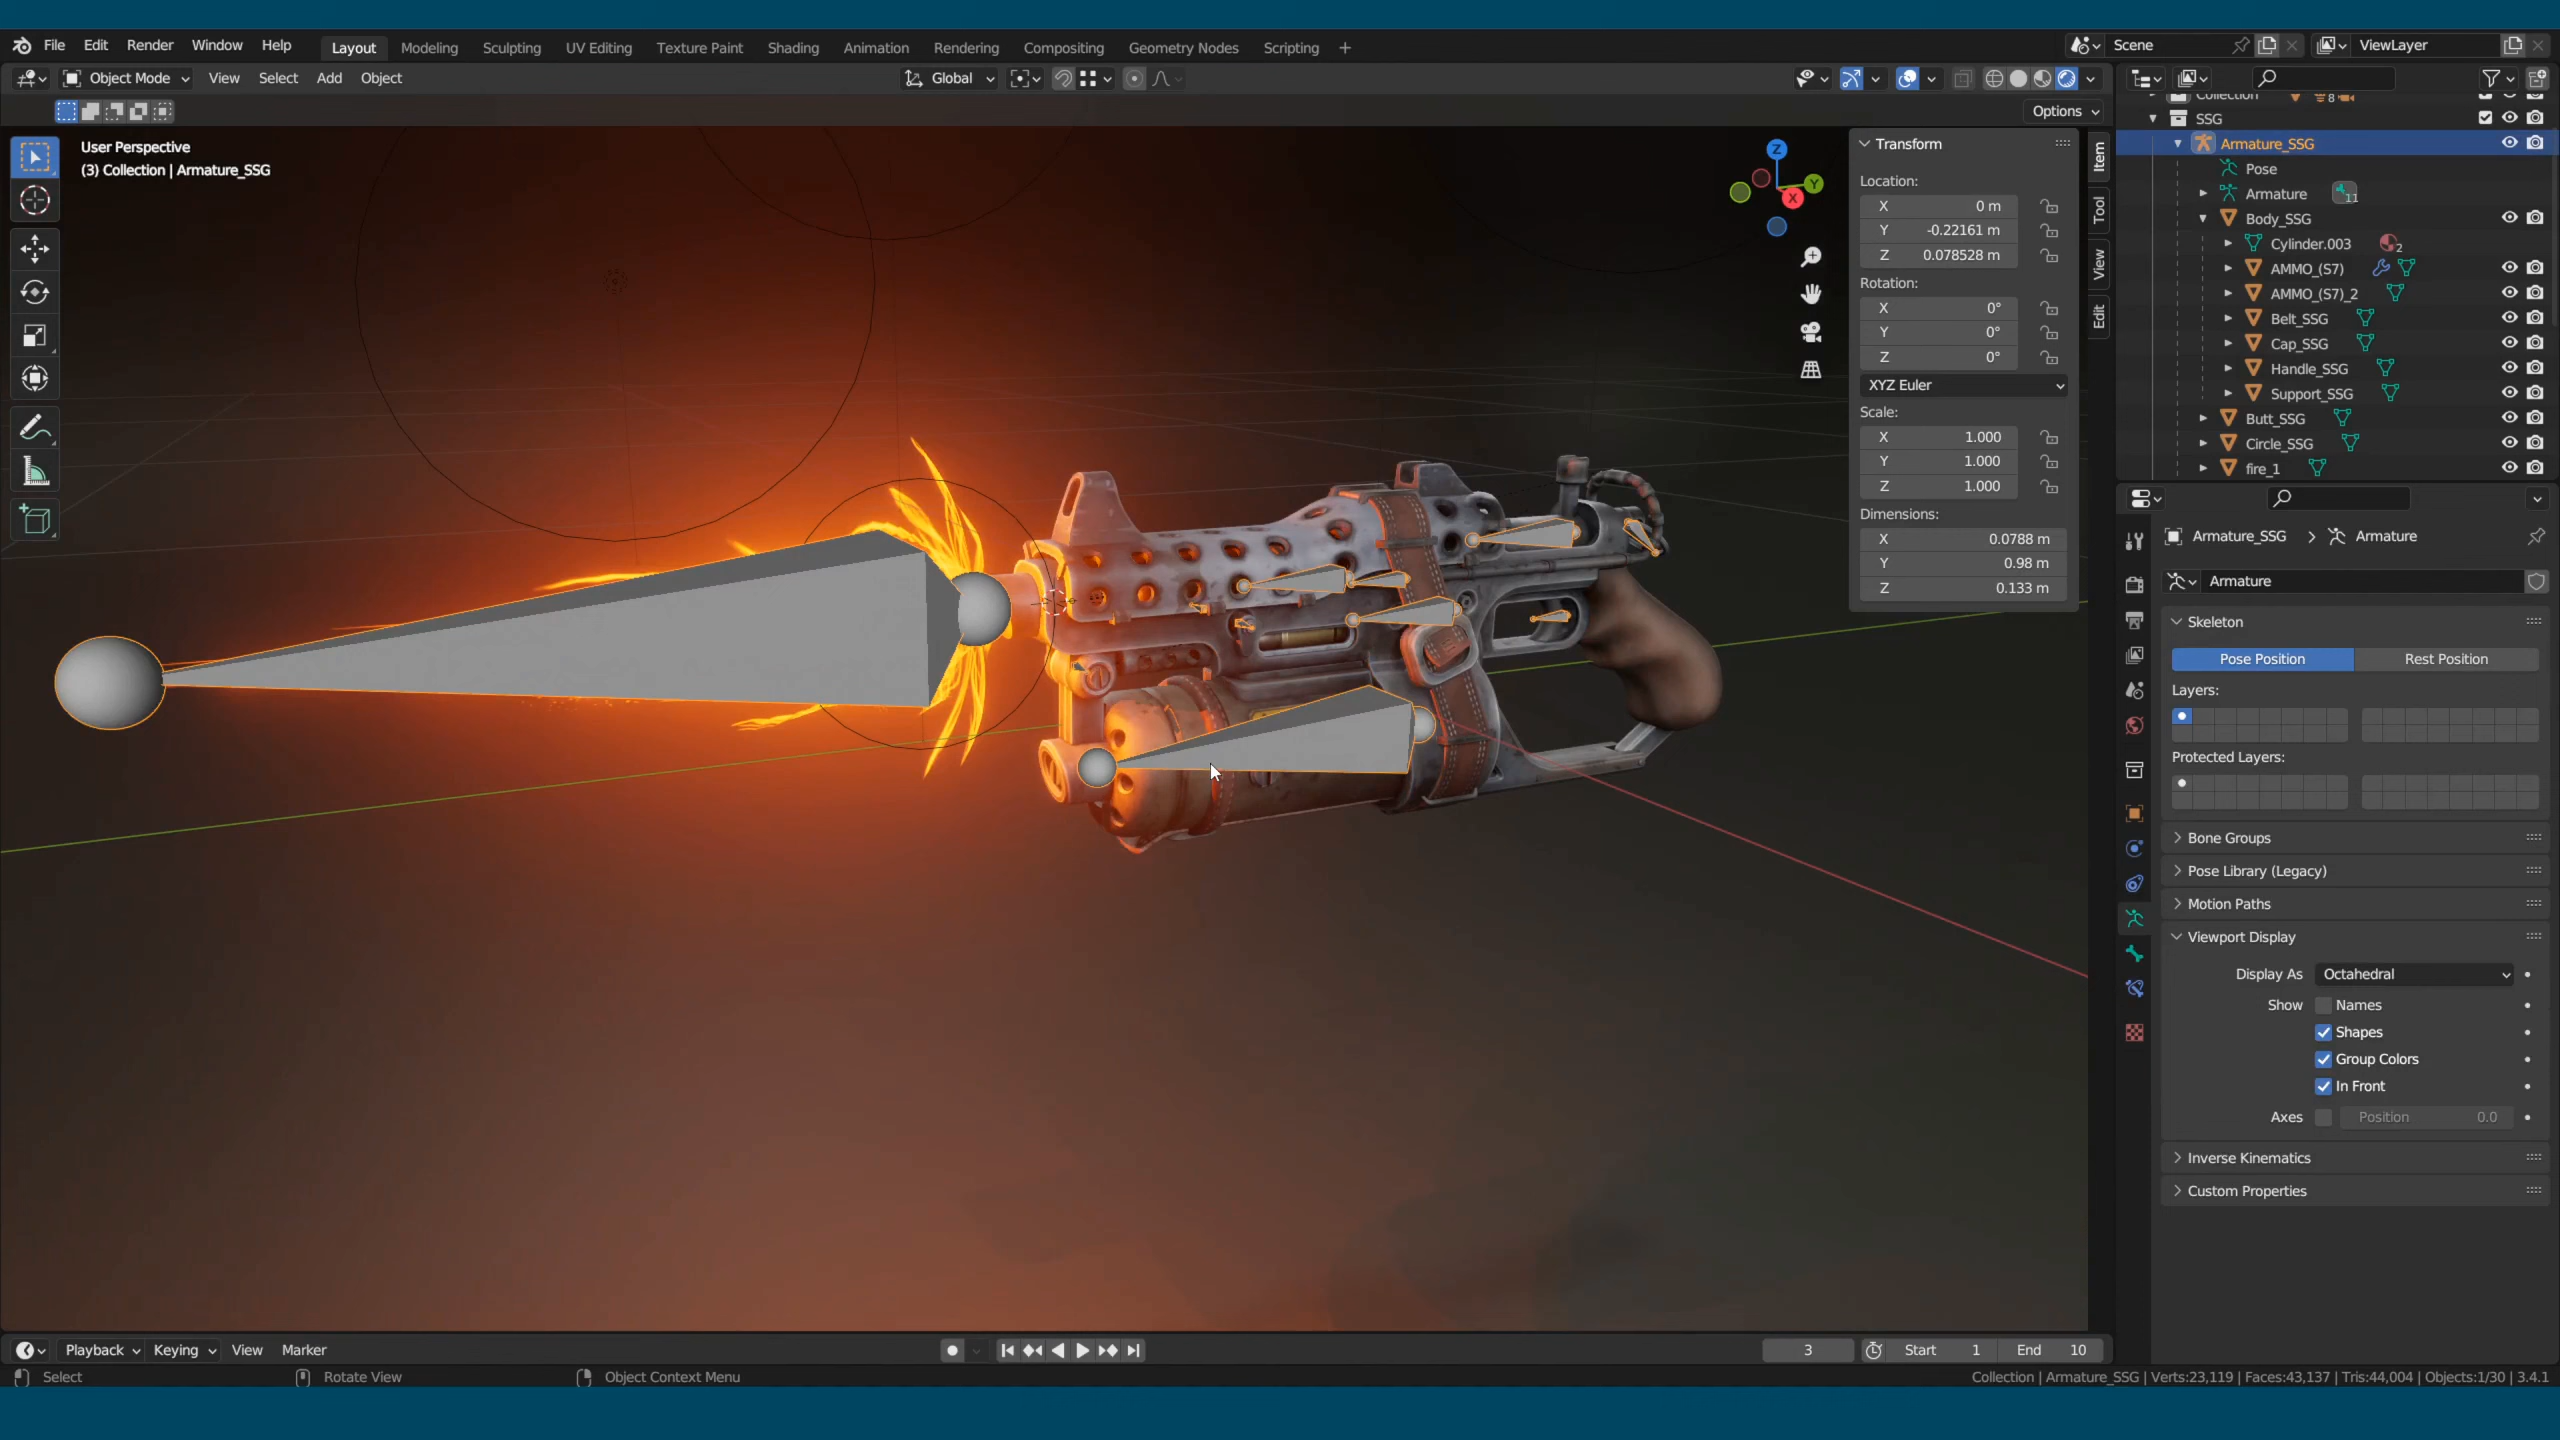 File Edit Render Window Help Layout Modeling Sculpting UV Editing Texture Paint Shading Animation Rendering Compositing Geometry Nodes Scripting + Scene ViewLayer
Object Mode View Select Add Object Global
Options
User Perspective
(3) Collection | Armature_SSG
Z
Y
X
Transform
Location:
X 0 m
Y -0.22161 m
Z 0.078528 m
Rotation:
X 0°
Y 0°
Z 0°
XYZ Euler
Scale:
X 1.000
Y 1.000
Z 1.000
Dimensions:
X 0.0788 m
Y 0.98 m
Z 0.133 m
Item
Tool
View
Edit
Collection 8
SSG
Armature_SSG
Pose
Armature 11
Body_SSG
Cylinder.003 2
AMMO_(S7)
AMMO_(S7)_2
Belt_SSG
Cap_SSG
Handle_SSG
Support_SSG
Butt_SSG
Circle_SSG
fire_1
Armature_SSG > Armature
Armature
Skeleton
Pose Position Rest Position
Layers:
Protected Layers:
Bone Groups
Pose Library (Legacy)
Motion Paths
Viewport Display
Display As Octahedral
Show Names
Shapes
Group Colors
In Front
Axes Position 0.0
Inverse Kinematics
Custom Properties
Playback Keying View Marker 3 Start 1 End 10
Select Rotate View Object Context Menu Collection | Armature_SSG | Verts:23,119 | Faces:43,137 | Tris:44,004 | Objects:1/30 | 3.4.1